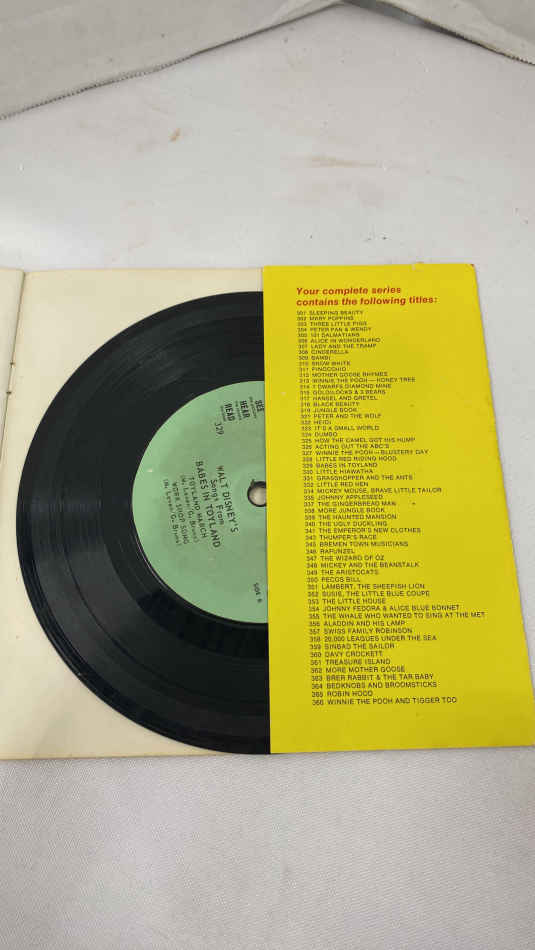 SEE
HEAR
READ
329
WALT DISNEY'S
Songs From
BABES IN TOYLAND
TOYLAND MARCH
WORK SHOP SONG
Side B
Your complete series
contains the following titles:
301 SLEEPING BEAUTY
302 MARY POPPINS
303 THREE LITTLE PIGS
304 PETER PAN & WENDY
305 101 DALMATIANS
306 ALICE IN WONDERLAND
307 LADY AND THE TRAMP
308 CINDERELLA
309 BAMBI
310 SNOW WHITE
311 PINOCCHIO
312 MOTHER GOOSE RHYMES
313 WINNIE THE POOH — HONEY TREE
314 7 DWARFS DIAMOND MINE
315 GOLDILOCKS & 3 BEARS
317 HANSEL AND GRETEL
318 BLACK BEAUTY
319 JUNGLE BOOK
321 PETER AND THE WOLF
322 HEIDI
323 IT'S A SMALL WORLD
324 DUMBO
325 HOW THE CAMEL GOT HIS HUMP
326 ACTING OUT THE ABC'S
327 WINNIE THE POOH — BLUSTERY DAY
328 LITTLE RED RIDING HOOD
329 BABES IN TOYLAND
330 LITTLE HIAWATHA
331 GRASSHOPPER AND THE ANTS
332 LITTLE RED HEN
334 MICKEY MOUSE, BRAVE LITTLE TAILOR
335 JOHNNY APPLESEED
337 THE GINGERBREAD MAN
338 MORE JUNGLE BOOK
339 THE HAUNTED MANSION
340 THE UGLY DUCKLING
341 THE EMPEROR'S NEW CLOTHES
343 THUMPER'S RACE
345 BREMEN TOWN MUSICIANS
346 RAPUNZEL
347 THE WIZARD OF OZ
348 MICKEY AND THE BEANSTALK
349 THE ARISTOCATS
350 PECOS BILL
351 LAMBERT, THE SHEEPISH LION
352 SUSIE, THE LITTLE BLUE COUPE
353 THE LITTLE HOUSE
354 JOHNNY FEDORA & ALICE BLUE BONNET
355 THE WHALE WHO WANTED TO SING AT THE MET
356 ALADDIN AND HIS LAMP
357 SWISS FAMILY ROBINSON
358 20,000 LEAGUES UNDER THE SEA
359 SINBAD THE SAILOR
360 DAVY CROCKETT
361 TREASURE ISLAND
362 MORE MOTHER GOOSE
363 BRER RABBIT & THE TAR BABY
364 BEDKNOBS AND BROOMSTICKS
365 ROBIN HOOD
366 WINNIE THE POOH AND TIGGER TOO